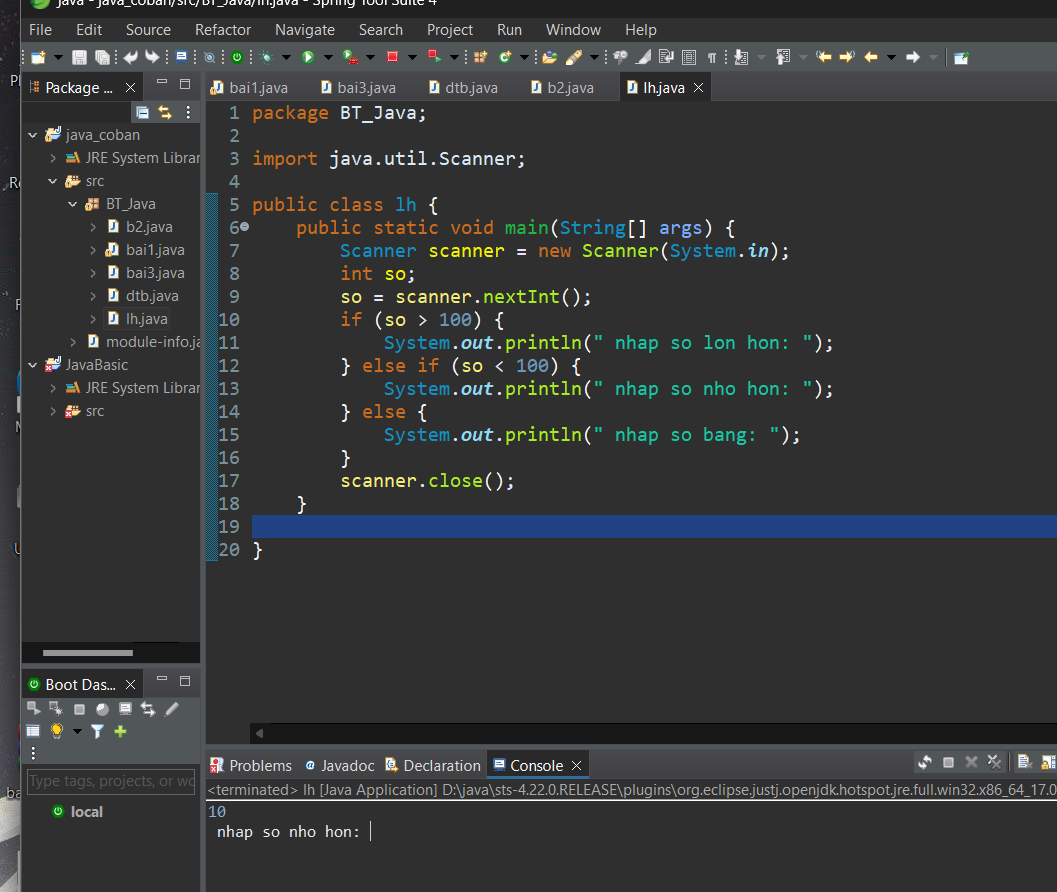 java - java_coban/src/BT_Java/lh.java - Spring Tool Suite 4
File Edit Source Refactor Navigate Search Project Run Window Help
Package ...
bai1.java bai3.java dtb.java b2.java lh.java
java_coban
JRE System Librar
src
BT_Java
b2.java
bai1.java
bai3.java
dtb.java
lh.java
module-info.ja
JavaBasic
JRE System Librar
src
1 package BT_Java;
2
3 import java.util.Scanner;
4
5 public class lh {
6 public static void main(String[] args) {
7 Scanner scanner = new Scanner(System.in);
8 int so;
9 so = scanner.nextInt();
10 if (so > 100) {
11 System.out.println(" nhap so lon hon: ");
12 } else if (so < 100) {
13 System.out.println(" nhap so nho hon: ");
14 } else {
15 System.out.println(" nhap so bang: ");
16 }
17 scanner.close();
18 }
19
20 }
Boot Das...
Type tags, projects, or wo
local
Problems Javadoc Declaration Console
<terminated> lh [Java Application] D:\java\sts-4.22.0.RELEASE\plugins\org.eclipse.justj.openjdk.hotspot.jre.full.win32.x86_64_17.0
10
nhap so nho hon: